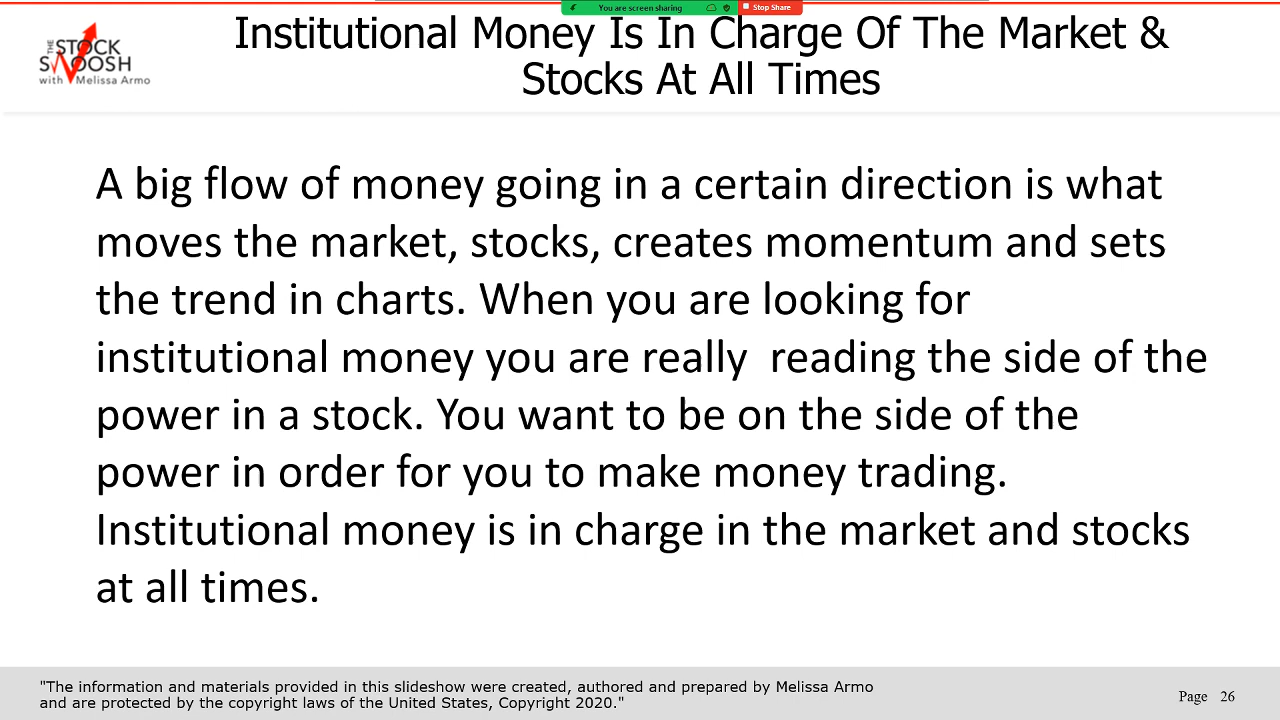 You are screen sharing
Stop Share
Institutional Money Is In Charge Of The Market &
Stocks At All Times
THE STOCK
SWOOSH
with Melissa Armo
A big flow of money going in a certain direction is what
moves the market, stocks, creates momentum and sets
the trend in charts. When you are looking for
institutional money you are really  reading the side of the
power in a stock. You want to be on the side of the
power in order for you to make money trading.
Institutional money is in charge in the market and stocks
at all times.
"The information and materials provided in this slideshow were created, authored and prepared by Melissa Armo
and are protected by the copyright laws of the United States, Copyright 2020."
Page 26